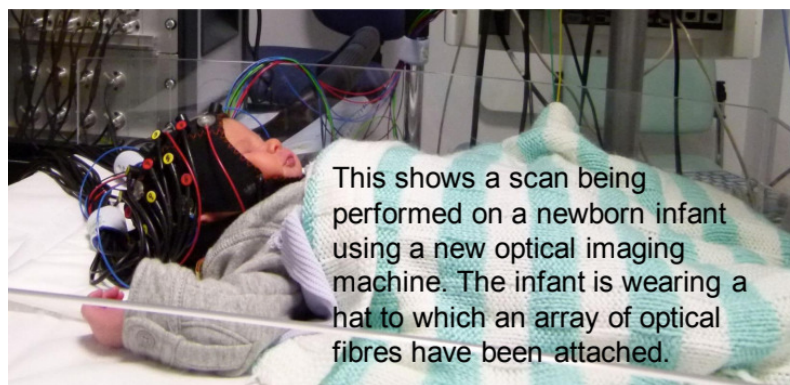 This shows a scan being
performed on a newborn infant
using a new optical imaging
machine. The infant is wearing a
hat to which an array of optical
fibres have been attached.